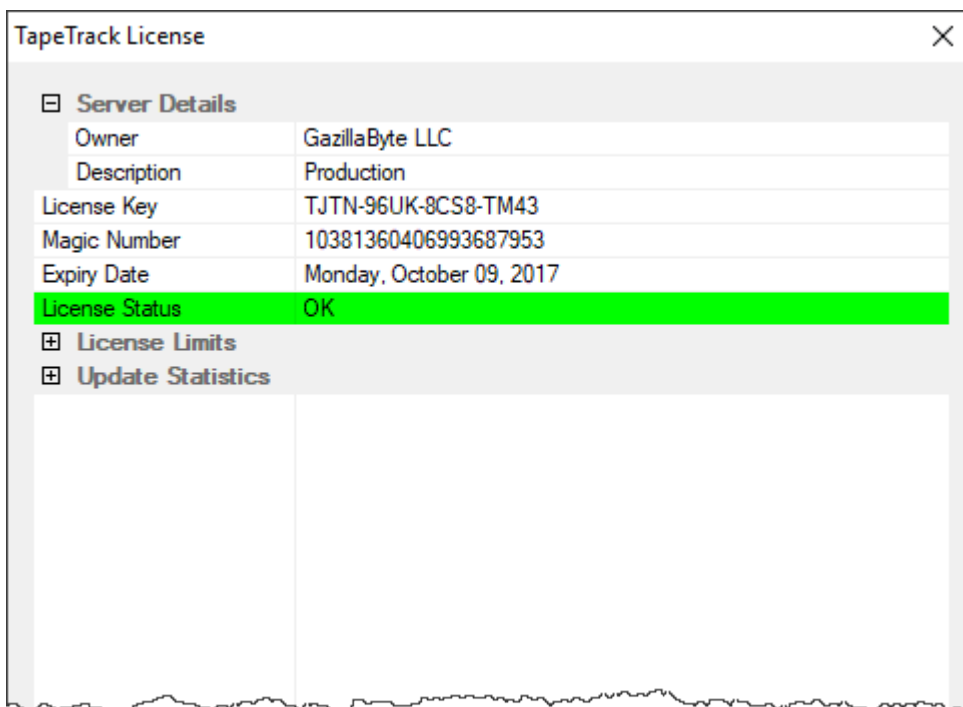 TapeTrack License
Server Details
Owner GazillaByte LLC
Description Production
License Key TJTN-96UK-8CS8-TM43
Magic Number 10381360406993687953
Expiry Date Monday, October 09, 2017
License Status OK
License Limits
Update Statistics